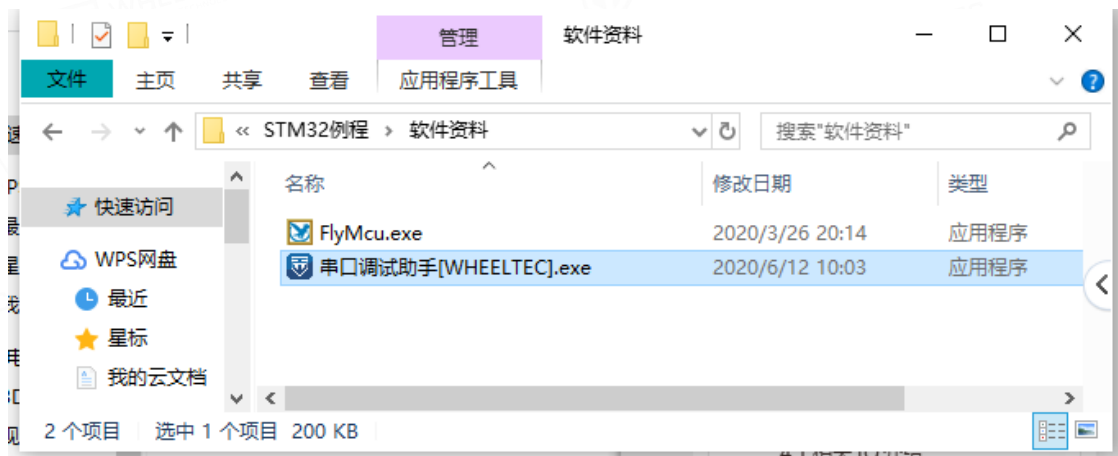 管理 软件资料
文件 主页 共享 查看 应用程序工具
« STM32例程 › 软件资料 搜索"软件资料"
名称 修改日期 类型
快速访问
FlyMcu.exe 2020/3/26 20:14 应用程序
WPS网盘
串口调试助手[WHEELTEC].exe 2020/6/12 10:03 应用程序
最近
星标
我的云文档
2 个项目 选中 1 个项目 200 KB